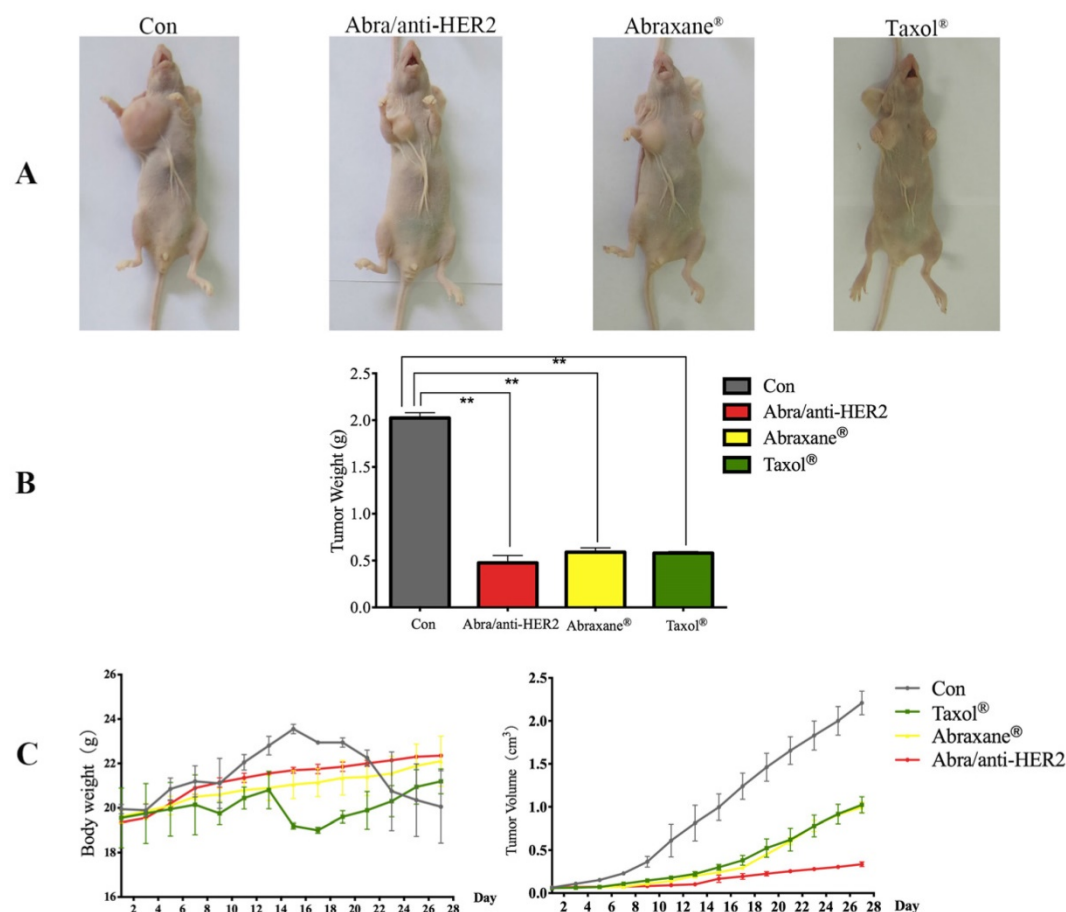 Con Abra/anti-HER2 Abraxane® Taxol®
A
** 
**
**
2.5
2.0
1.5
1.0
0.5
0.0
Tumor Weight (g)
Con Abra/anti-HER2 Abraxane® Taxol®
Con
Abra/anti-HER2
Abraxane®
Taxol®
B
C
26
24
22
20
18
16
Body weight (g)
2 4 6 8 10 12 14 16 18 20 22 24 26 28 Day
2.5
2.0
1.5
1.0
0.5
0.0
Tumor Volume (cm³)
2 4 6 8 10 12 14 16 18 20 22 24 26 28 Day
Con
Taxol®
Abraxane®
Abra/anti-HER2